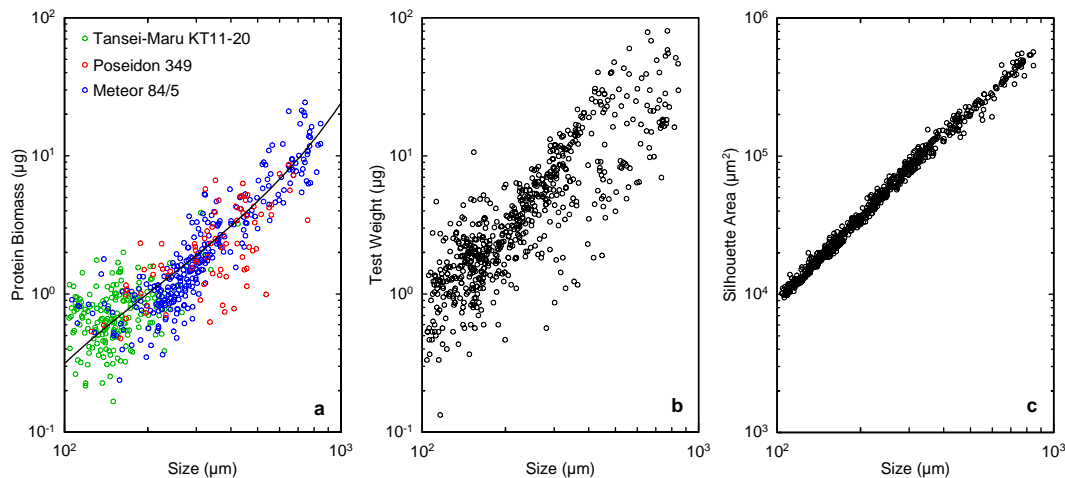 10² 10¹ 10⁰ 10⁻¹
Protein Biomass (µg)
Tansei-Maru KT11-20
Poseidon 349
Meteor 84/5
a
10² 10³
Size (µm)
10² 10¹ 10⁰ 10⁻¹
Test Weight (µg)
b
10² 10³
Size (µm)
10⁶ 10⁵ 10⁴ 10³
Silhouette Area (µm²)
c
10² 10³
Size (µm)